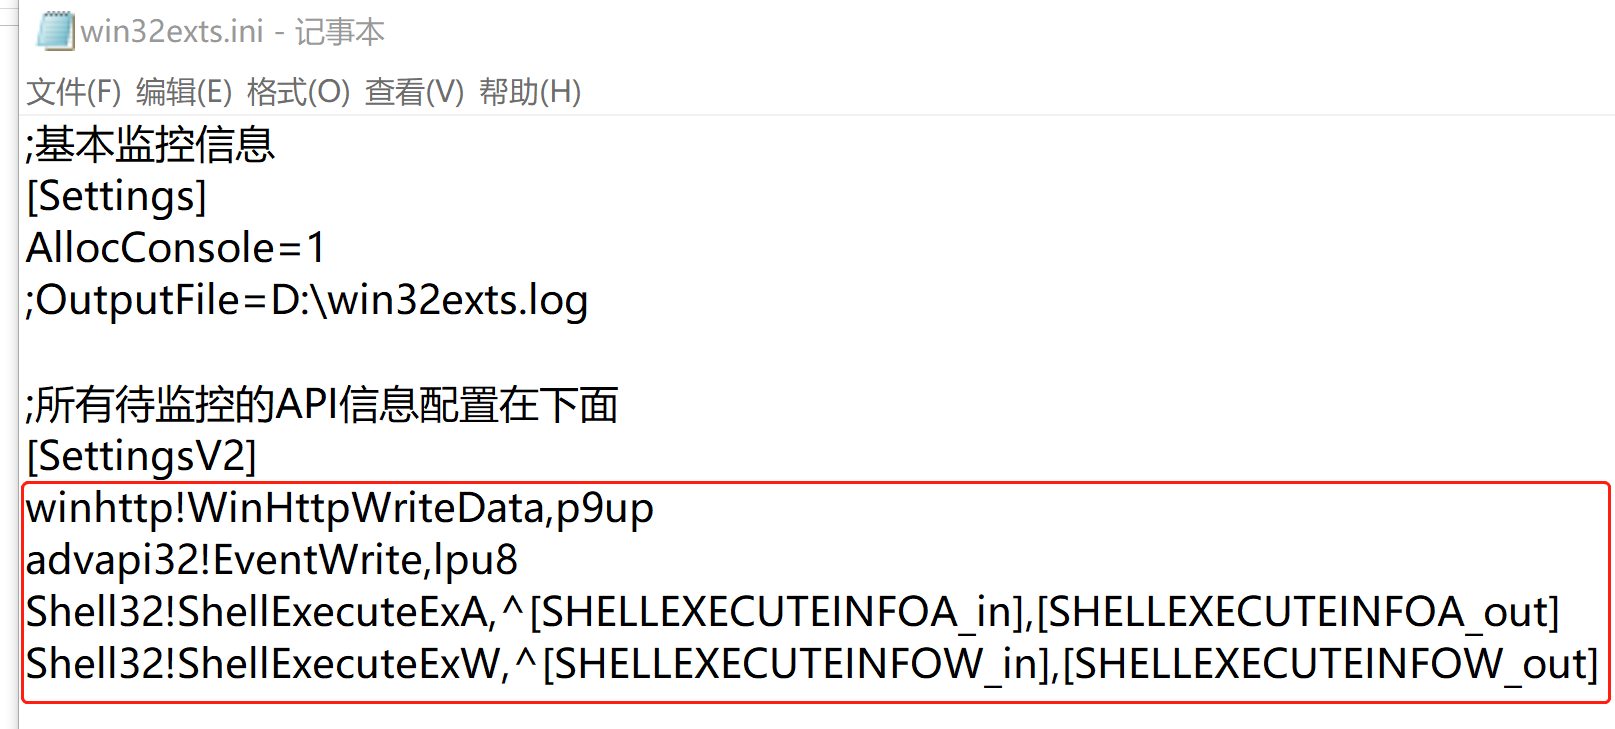 win32exts.ini - 记事本
文件(F) 编辑(E) 格式(O) 查看(V) 帮助(H)
;基本监控信息
[Settings]
AllocConsole=1
;OutputFile=D:\win32exts.log
;所有待监控的API信息配置在下面
[SettingsV2]
winhttp!WinHttpWriteData,p9up
advapi32!EventWrite,lpu8
Shell32!ShellExecuteExA,^[SHELLEXECUTEINFOA_in],[SHELLEXECUTEINFOA_out]
Shell32!ShellExecuteExW,^[SHELLEXECUTEINFOW_in],[SHELLEXECUTEINFOW_out]